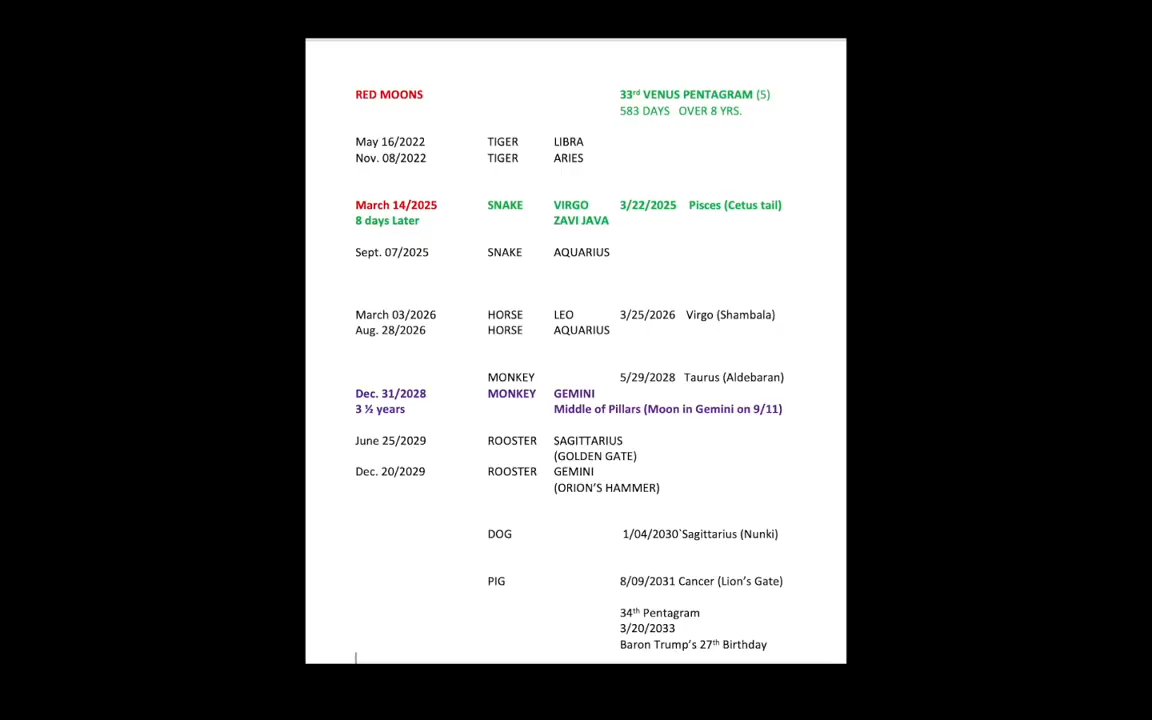 RED MOONS 33rd VENUS PENTAGRAM (5)
583 DAYS OVER 8 YRS.
May 16/2022 TIGER LIBRA
Nov. 08/2022 TIGER ARIES
March 14/2025 SNAKE VIRGO 3/22/2025 Pisces (Cetus tail)
8 days Later ZAVI JAVA
Sept. 07/2025 SNAKE AQUARIUS
March 03/2026 HORSE LEO 3/25/2026 Virgo (Shambala)
Aug. 28/2026 HORSE AQUARIUS
MONKEY 5/29/2028 Taurus (Aldebaran)
Dec. 31/2028 MONKEY GEMINI
3 ½ years Middle of Pillars (Moon in Gemini on 9/11)
June 25/2029 ROOSTER SAGITTARIUS
(GOLDEN GATE)
Dec. 20/2029 ROOSTER GEMINI
(ORION'S HAMMER)
DOG 1/04/2030`Sagittarius (Nunki)
PIG 8/09/2031 Cancer (Lion's Gate)
34th Pentagram
3/20/2033
Baron Trump's 27th Birthday